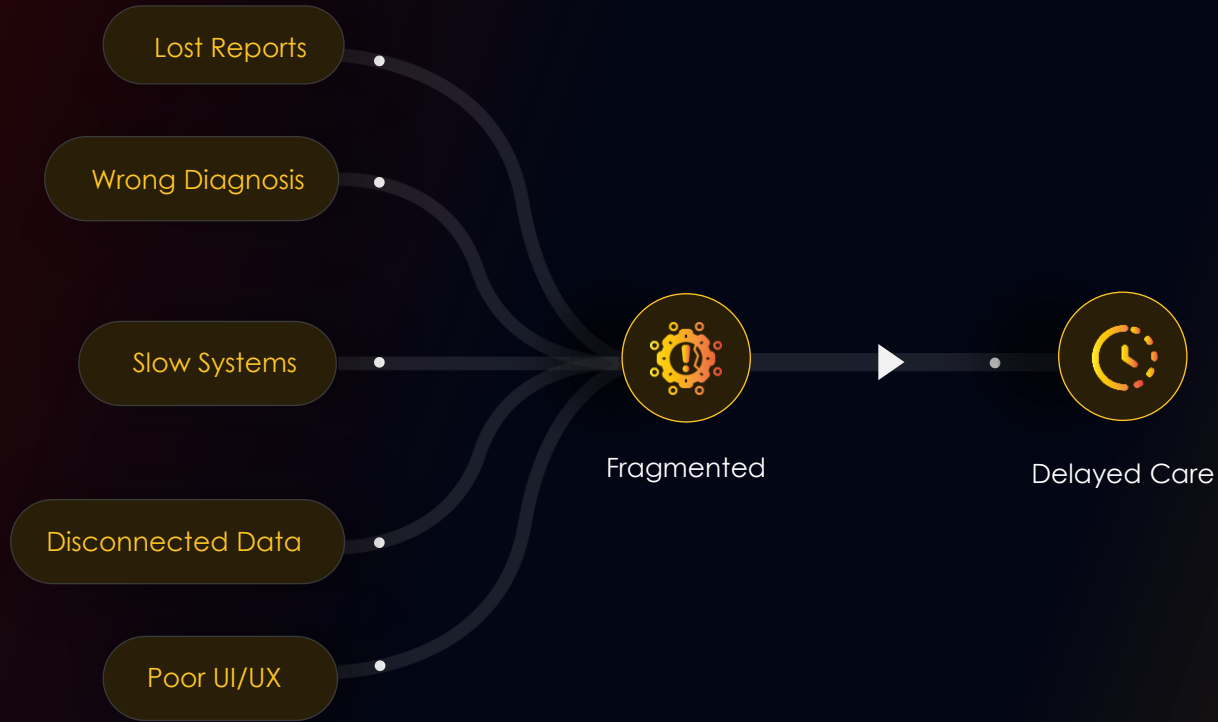 Lost Reports
Wrong Diagnosis
Slow Systems
Disconnected Data
Poor UI/UX
Fragmented
Delayed Care